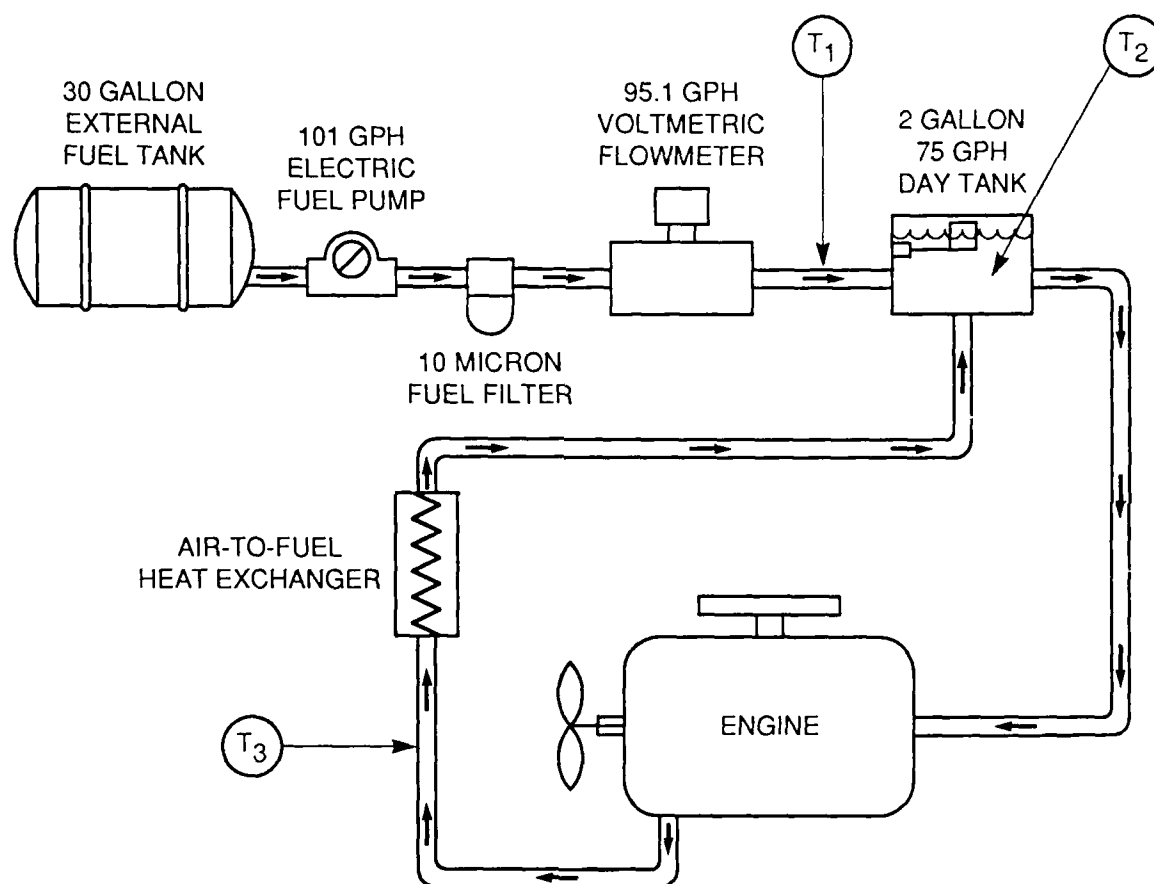 T1
T2
30 GALLON
EXTERNAL
FUEL TANK
101 GPH
ELECTRIC
FUEL PUMP
95.1 GPH
VOLTMETRIC
FLOWMETER
2 GALLON
75 GPH
DAY TANK
10 MICRON
FUEL FILTER
AIR-TO-FUEL
HEAT EXCHANGER
T3
ENGINE